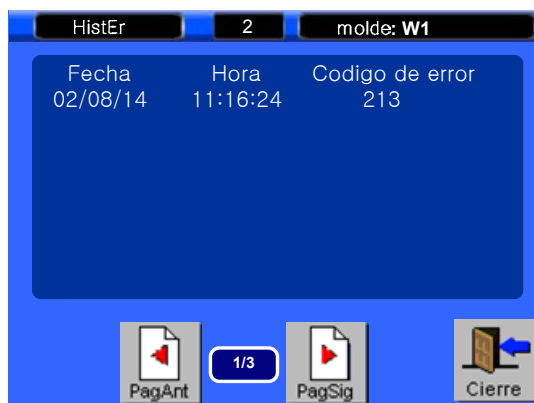 HistEr 2 molde: W1
Fecha Hora Codigo de error
02/08/14 11:16:24 213
PagAnt 1/3 PagSig Cierre